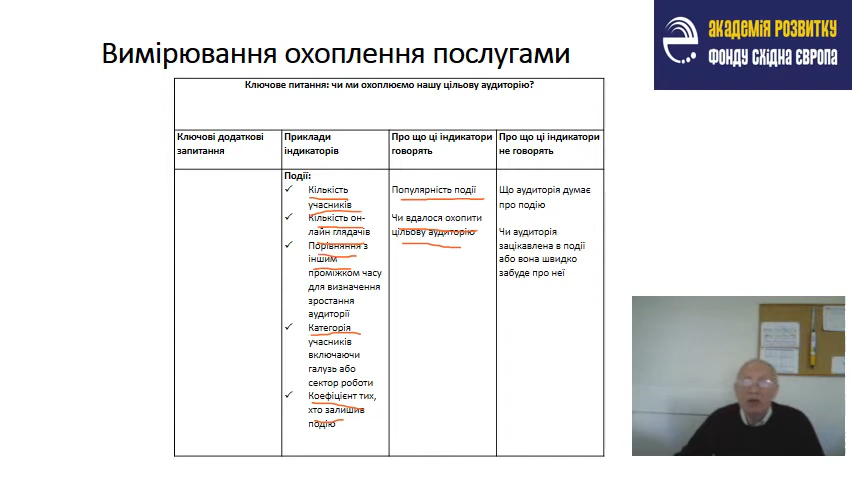 Вимірювання охоплення послугами
АКАДЕМІЯ РОЗВИТКУ
ФОНДУ СХІДНА ЄВРОПА
Ключове питання: чи ми охоплюємо нашу цільову аудиторію?
Ключові додаткові
запитання
Приклади
індикаторів
Про що ці індикатори
говорять
Про що ці індикатори
не говорять
Події:
✓ Кількість
учасників
✓ Кількість он-
лайн глядачів
✓ Порівняння з
іншим
проміжком часу
для визначення
зростання
аудиторії
✓ Категорія
учасників
включаючи
галузь або
сектор роботи
✓ Коефіцієнт тих,
хто залишив
подію
Популярність події
Чи вдалося охопити
цільову аудиторію
Що аудиторія думає
про подію
Чи аудиторія
зацікавлена в події
або вона швидко
забуде про неї